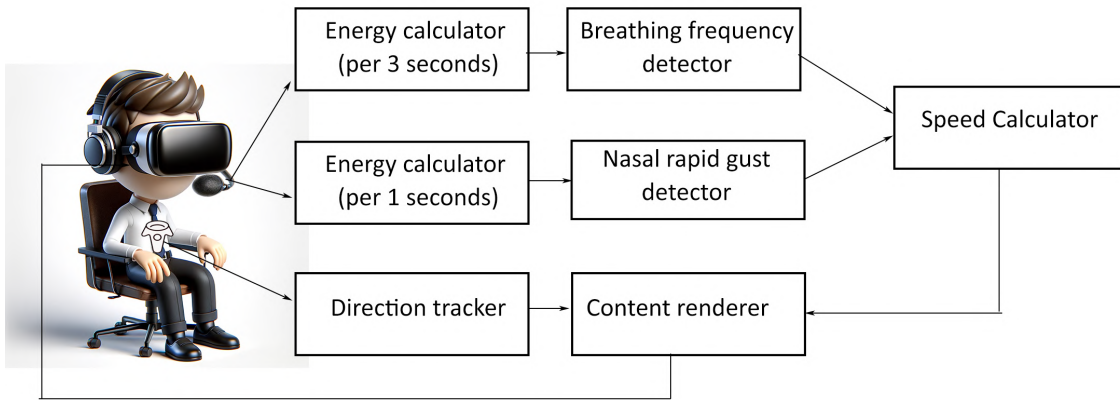 Energy calculator
(per 3 seconds)
Breathing frequency
detector
Speed Calculator
Energy calculator
(per 1 seconds)
Nasal rapid gust
detector
Direction tracker
Content renderer